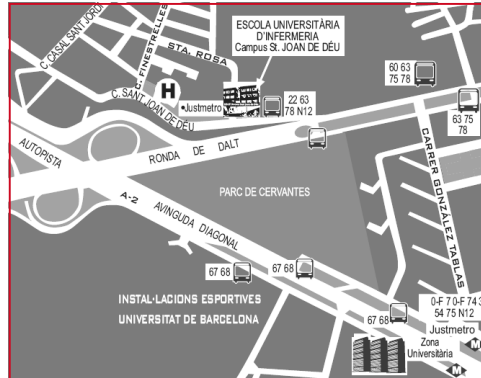 ESCOLA UNIVERSITÀRIA
D'INFERMERIA
Campus St. JOAN DE DÉU
C. CASAL SANT JORDI
C. FINESTRELLES
STA. ROSA
H
•Justmetro
C. SANT JOAN DE DÉU
22 63
78 N12
60 63
75 78
63 75
78
AUTOPISTA
RONDA DE DALT
CARRER GONZÁLEZ TABLAS
PARC DE CERVANTES
A-2
AVINGUDA DIAGONAL
67 68
67 68
67 68
INSTAL·LACIONS ESPORTIVES
UNIVERSITAT DE BARCELONA
0-F 7 0-F 74 3
54 75 N12
Justmetro
Zona
Universitària
M
M